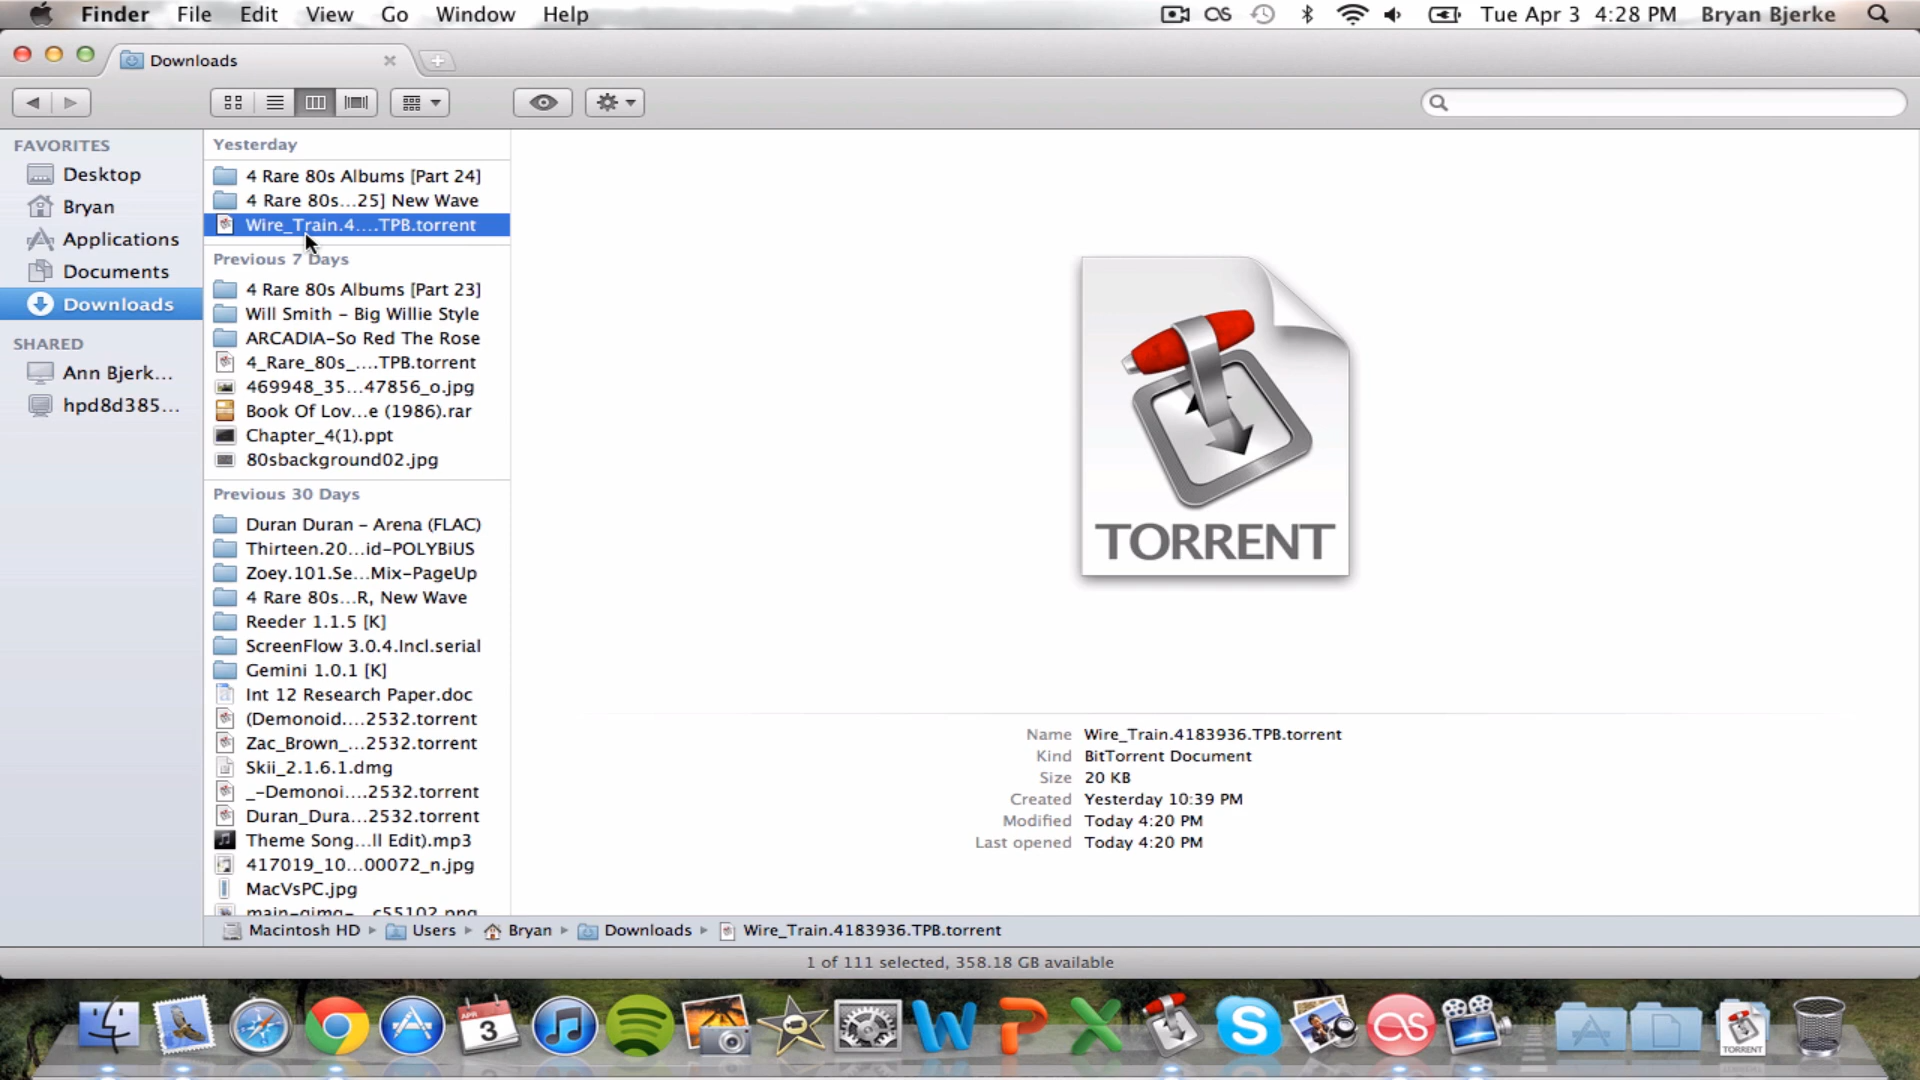 Finder File Edit View Go Window Help Tue Apr 3 4:28 PM Bryan Bjerke
Downloads
FAVORITES
Desktop
Bryan
Applications
Documents
Downloads
SHARED
Ann Bjerk...
hpd8d385...
Yesterday
4 Rare 80s Albums [Part 24]
4 Rare 80s...25] New Wave
Wire_Train.4....TPB.torrent
Previous 7 Days
4 Rare 80s Albums [Part 23]
Will Smith - Big Willie Style
ARCADIA-So Red The Rose
4_Rare_80s_....TPB.torrent
469948_35...47856_o.jpg
Book Of Lov...e (1986).rar
Chapter_4(1).ppt
80sbackground02.jpg
Previous 30 Days
Duran Duran - Arena (FLAC)
Thirteen.20...id-POLYBiUS
Zoey.101.Se...Mix-PageUp
4 Rare 80s...R, New Wave
Reeder 1.1.5 [K]
ScreenFlow 3.0.4.Incl.serial
Gemini 1.0.1 [K]
Int 12 Research Paper.doc
(Demonoid....2532.torrent
Zac_Brown_...2532.torrent
Skii_2.1.6.1.dmg
_-Demonoi....2532.torrent
Duran_Dura...2532.torrent
Theme Song...ll Edit).mp3
417019_10...00072_n.jpg
MacVsPC.jpg
main-qimg-...c55102.png
TORRENT
Name Wire_Train.4183936.TPB.torrent
Kind BitTorrent Document
Size 20 KB
Created Yesterday 10:39 PM
Modified Today 4:20 PM
Last opened Today 4:20 PM
Macintosh HD Users Bryan Downloads Wire_Train.4183936.TPB.torrent
1 of 111 selected, 358.18 GB available
APR
3
TORRENT